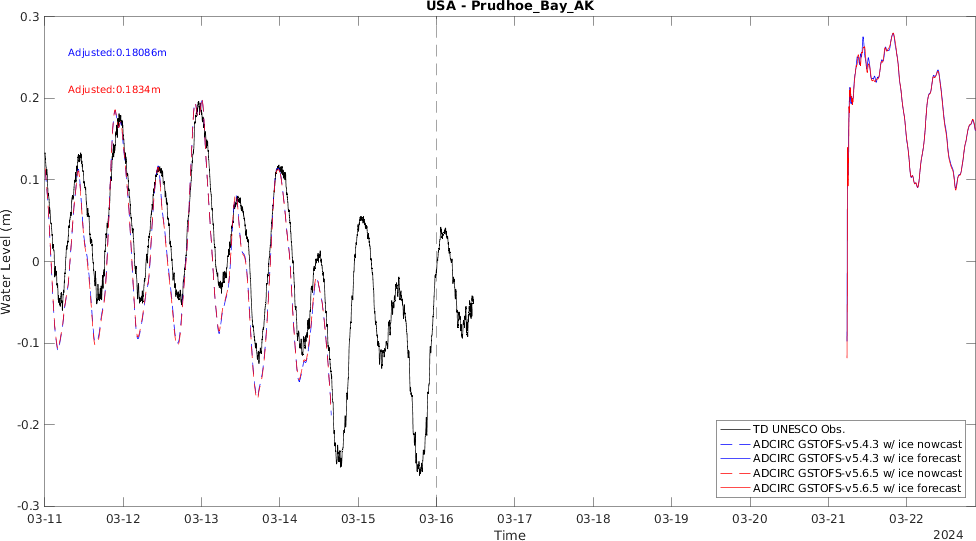 USA - Prudhoe_Bay_AK
0.3
Adjusted:0.18086m
Adjusted:0.1834m
0.2
0.1
0
-0.1
-0.2
-0.3
Water Level (m)
TD UNESCO Obs.
ADCIRC GSTOFS-v5.4.3 w/ ice nowcast
ADCIRC GSTOFS-v5.4.3 w/ ice forecast
ADCIRC GSTOFS-v5.6.5 w/ ice nowcast
ADCIRC GSTOFS-v5.6.5 w/ ice forecast
03-11 03-12 03-13 03-14 03-15 03-16 03-17 03-18 03-19 03-20 03-21 03-22
Time
2024